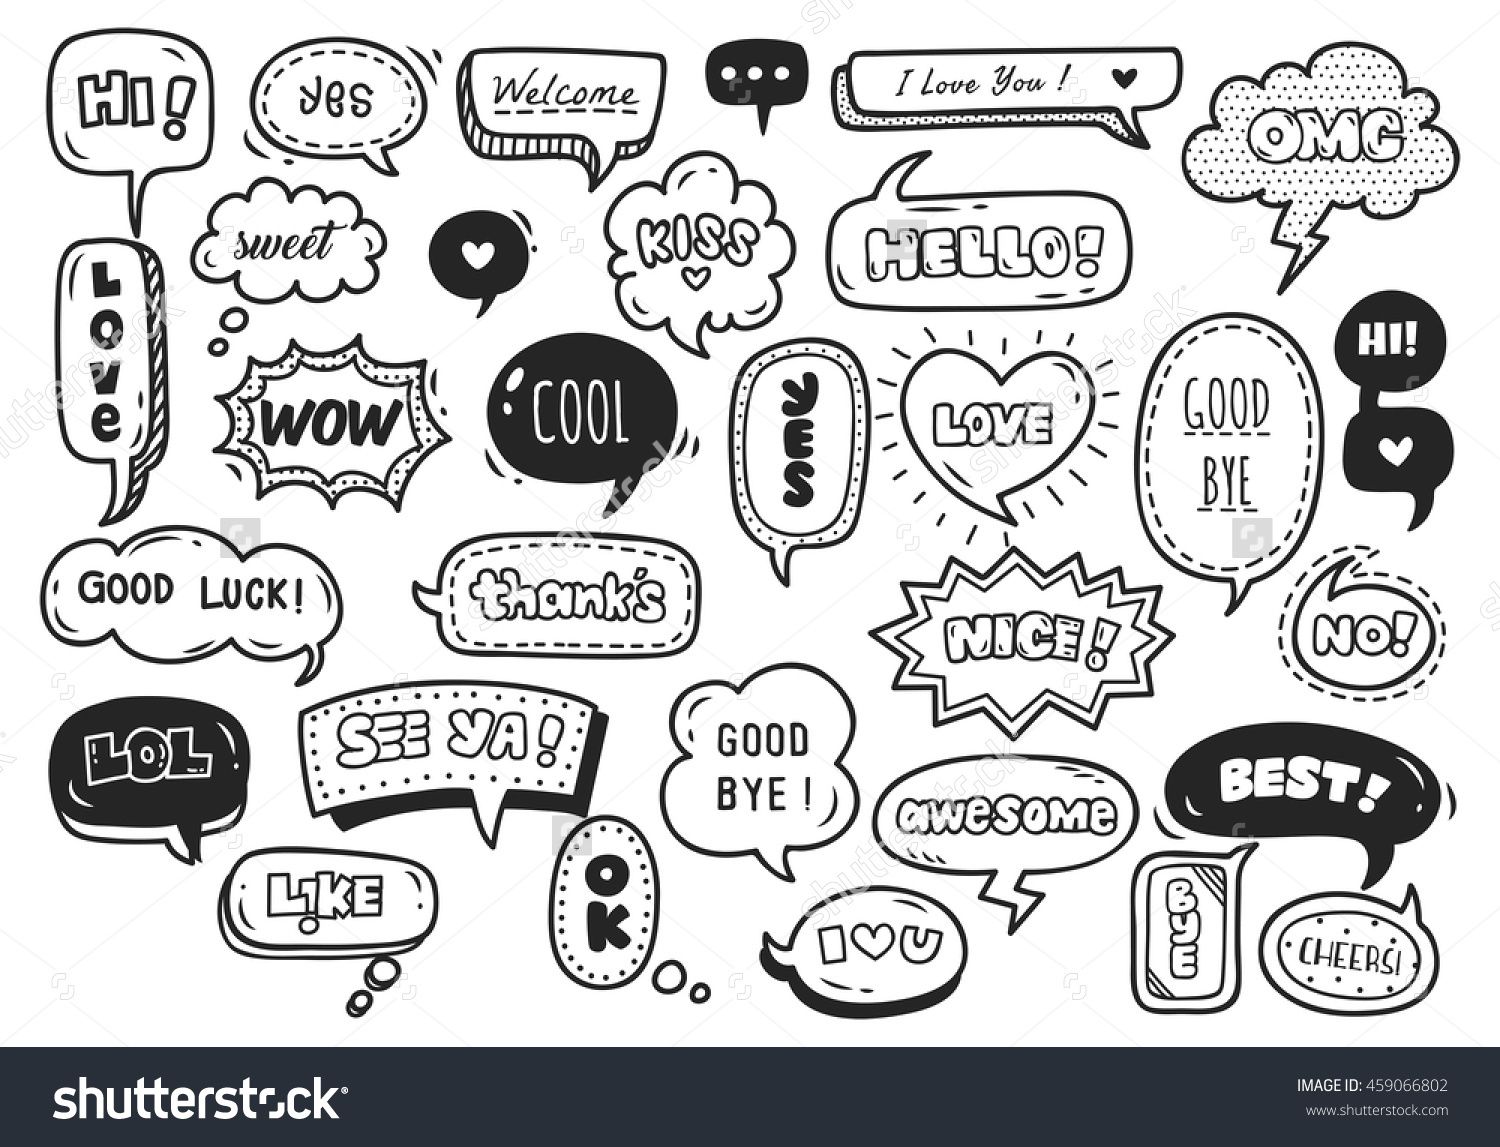 HI!
yes
Welcome
I Love You !
OMG
sweet
KISS
HELLO!
Love
WOW
COOL
YES
LOVE
GOOD
BYE
HI!
GOOD LUCK!
thank's
NICE!
NO!
LOL
SEE YA!
GOOD
BYE!
awesome
BEST!
LIKE
OK
I U
BYE
CHEERS!
shutterstock
IMAGE ID: 459066802
www.shutterstock.com